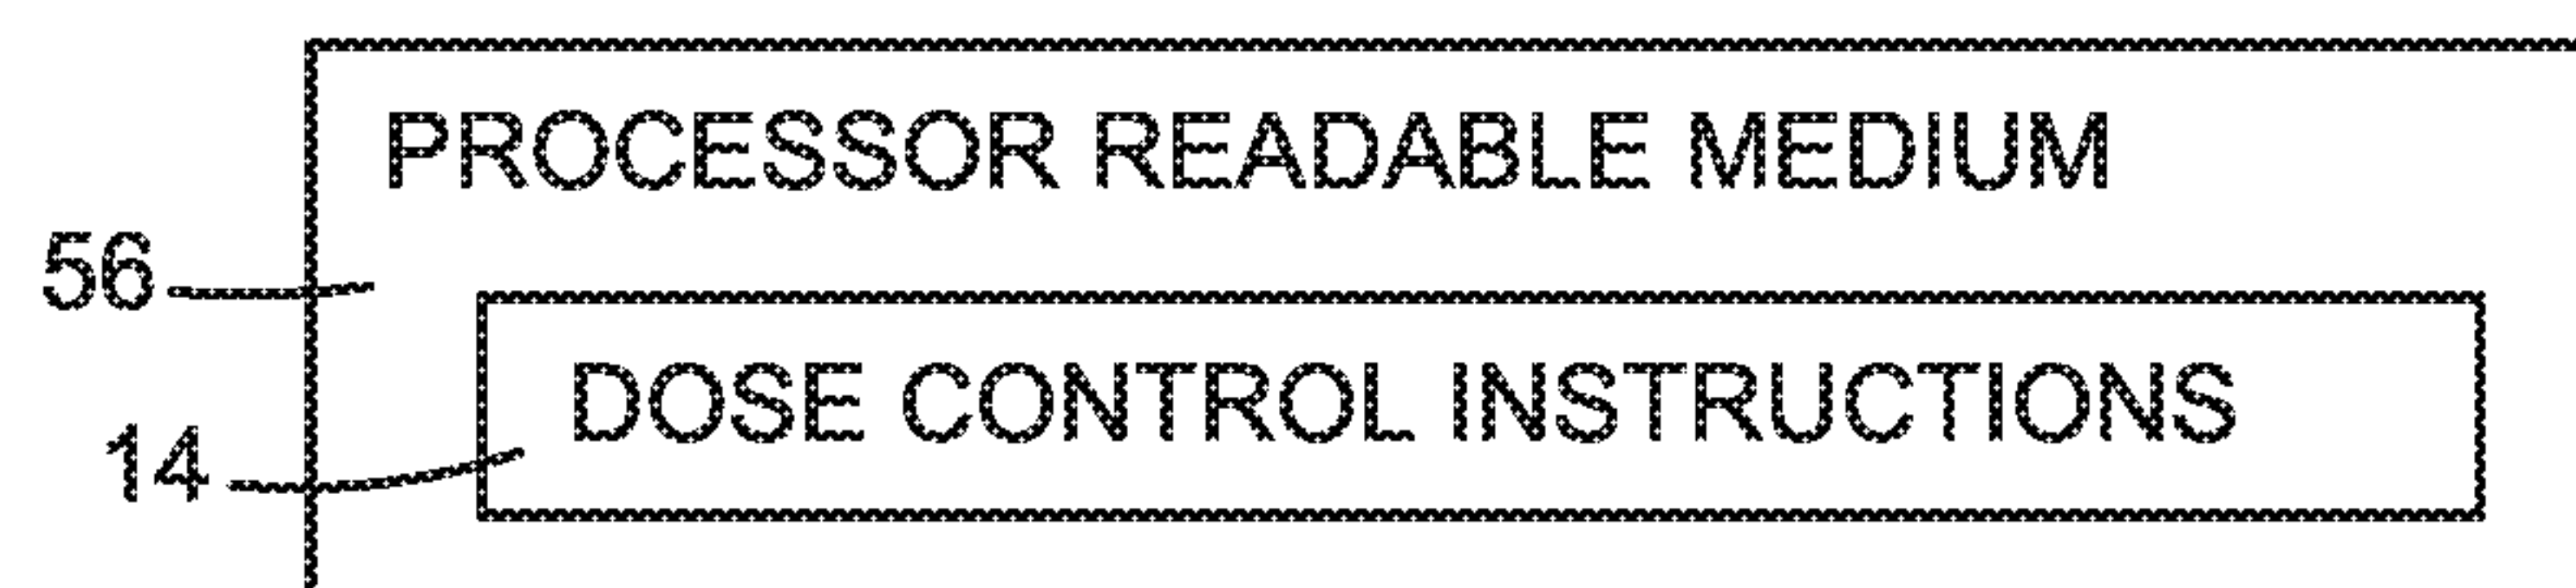 PROCESSOR READABLE MEDIUM
56
DOSE CONTROL INSTRUCTIONS
14